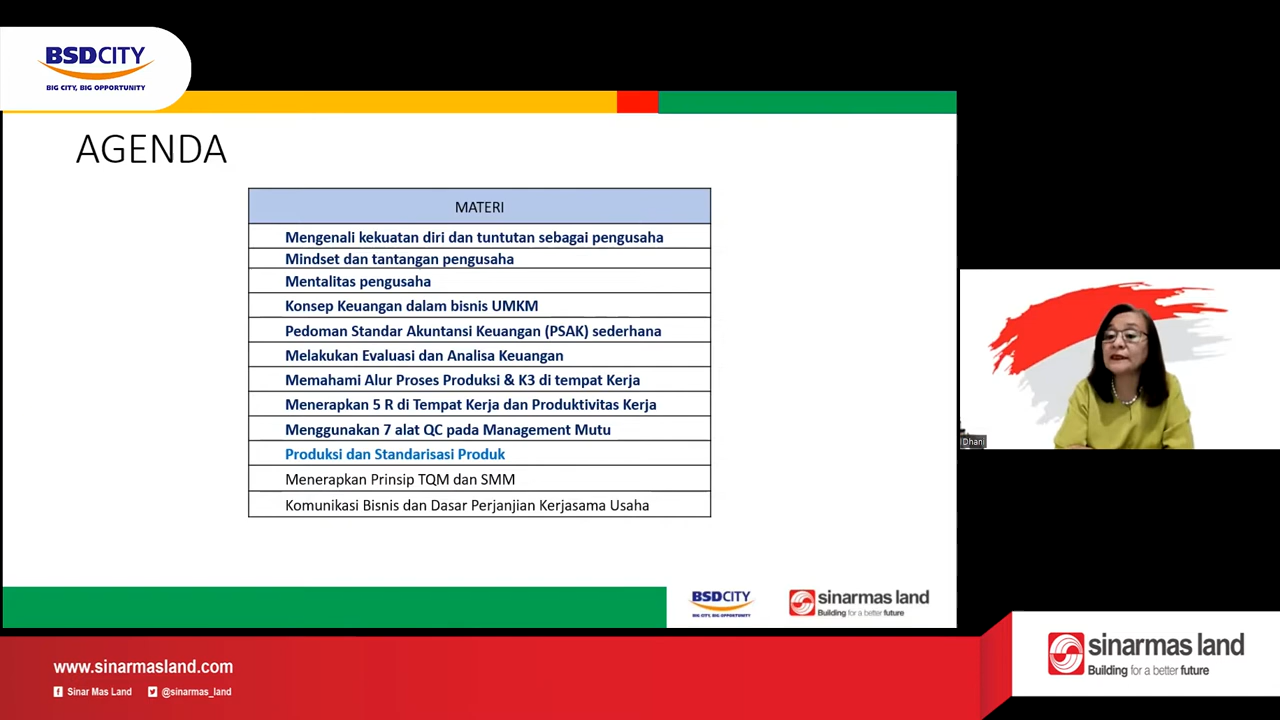 BSDCITY
BIG CITY, BIG OPPORTUNITY
AGENDA
MATERI
Mengenali kekuatan diri dan tuntutan sebagai pengusaha
Mindset dan tantangan pengusaha
Mentalitas pengusaha
Konsep Keuangan dalam bisnis UMKM
Pedoman Standar Akuntansi Keuangan (PSAK) sederhana
Melakukan Evaluasi dan Analisa Keuangan
Memahami Alur Proses Produksi & K3 di tempat Kerja
Menerapkan 5 R di Tempat Kerja dan Produktivitas Kerja
Menggunakan 7 alat QC pada Management Mutu
Produksi dan Standarisasi Produk
Menerapkan Prinsip TQM dan SMM
Komunikasi Bisnis dan Dasar Perjanjian Kerjasama Usaha
Dhani
BSDCITY
BIG CITY, BIG OPPORTUNITY
sinarmas land
Building for a better future
www.sinarmasland.com
Sinar Mas Land
@sinarmas_land
sinarmas land
Building for a better future